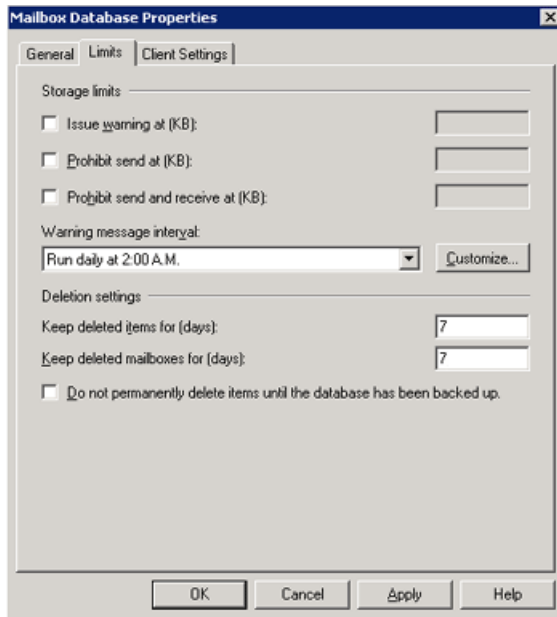 Mailbox Database Properties
General Limits Client Settings
Storage limits
Issue warning at (KB):
Prohibit send at (KB):
Prohibit send and receive at (KB):
Warning message interval:
Run daily at 2:00 A.M. Customize...
Deletion settings
Keep deleted items for (days): 7
Keep deleted mailboxes for (days): 7
Do not permanently delete items until the database has been backed up.
OK Cancel Apply Help